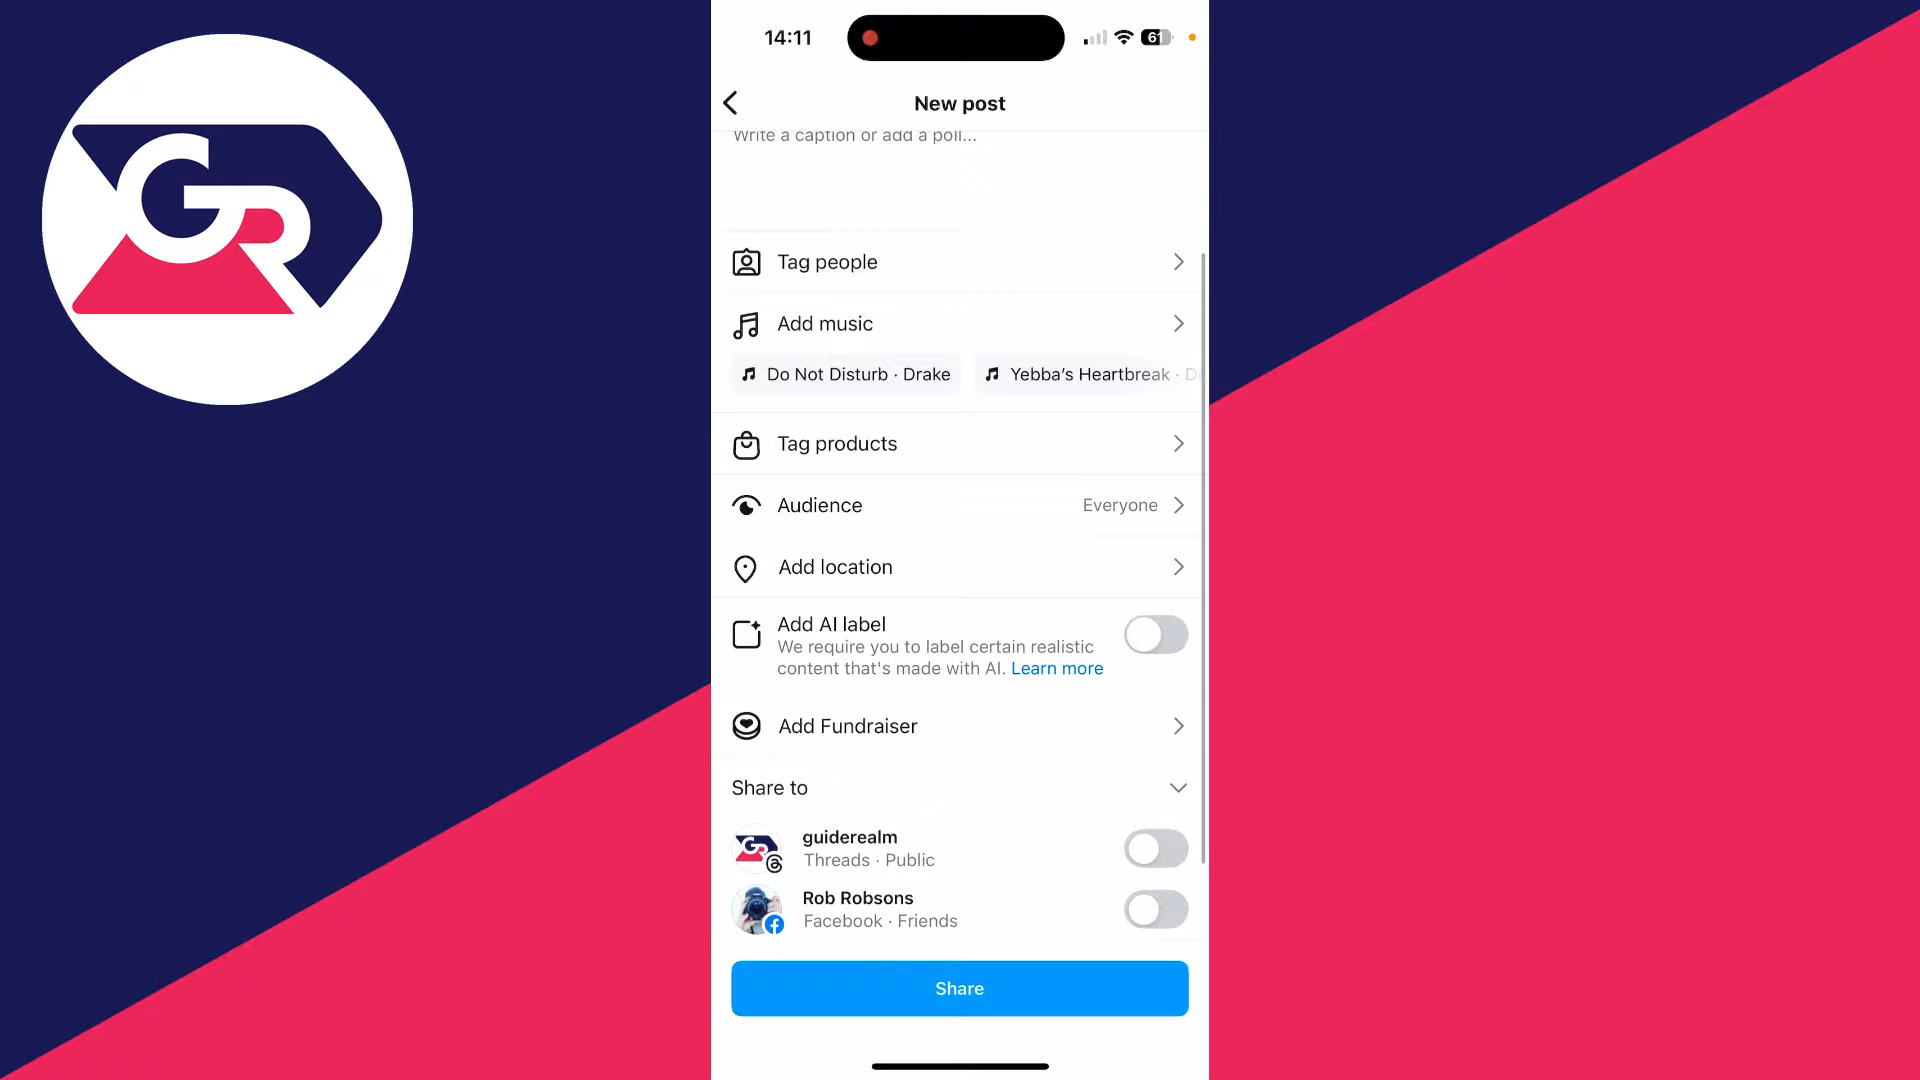 GR
14:11
61
New post
Write a caption or add a poll...
Tag people
Add music
Do Not Disturb · Drake
Yebba's Heartbreak · D
Tag products
Audience
Everyone
Add location
Add AI label
We require you to label certain realistic
content that's made with AI. Learn more
Add Fundraiser
Share to
guiderealm
Threads · Public
Rob Robsons
Facebook · Friends
Share